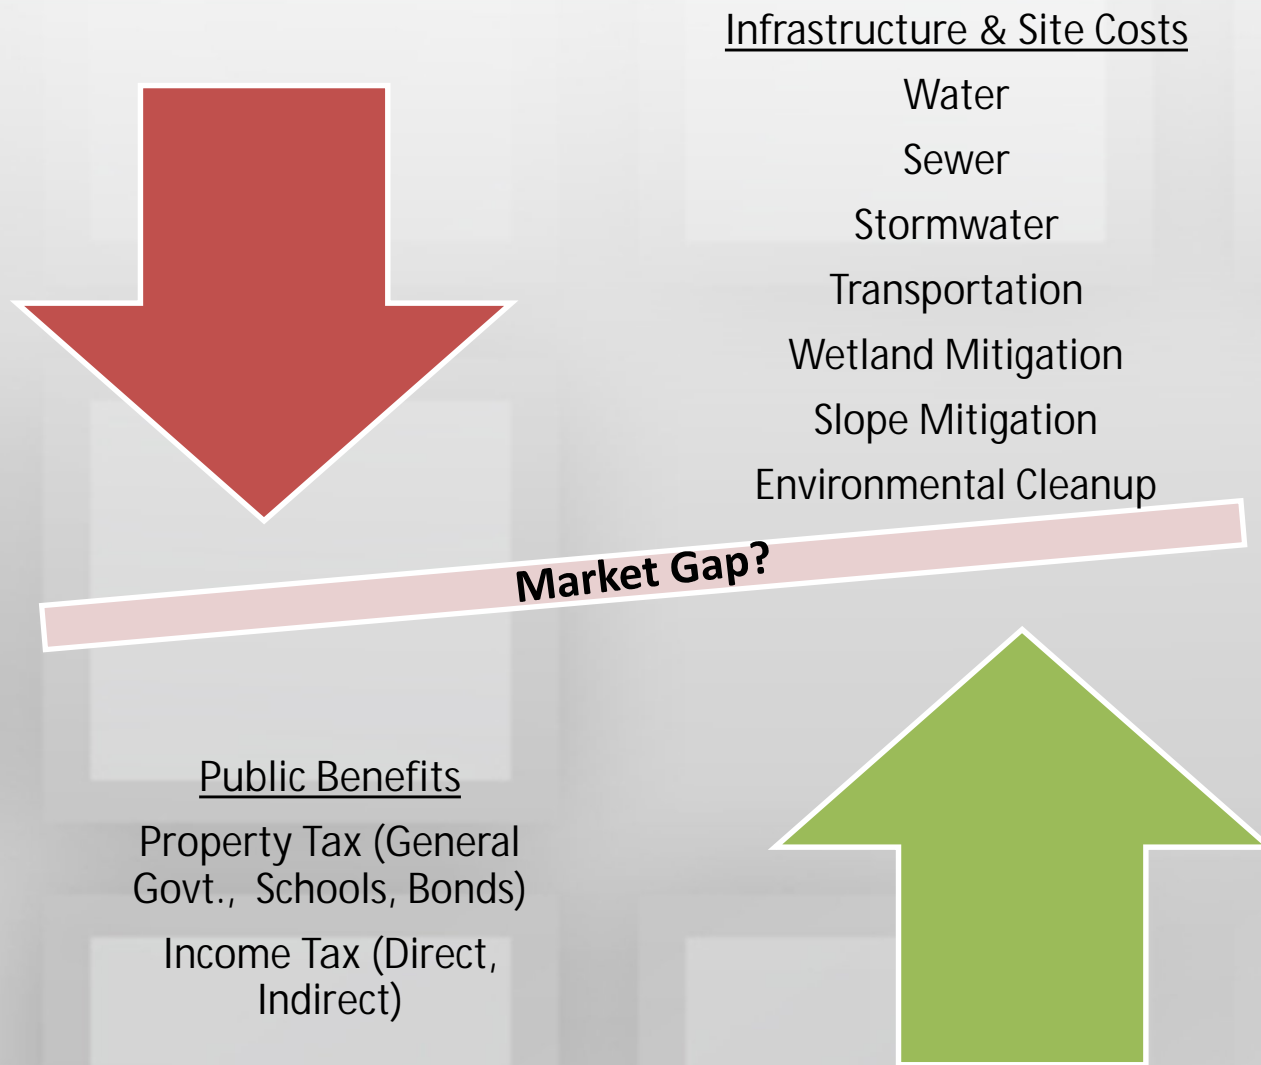 Infrastructure & Site Costs
Water
Sewer
Stormwater
Transportation
Wetland Mitigation
Slope Mitigation
Environmental Cleanup
Market Gap?
Public Benefits
Property Tax (General
Govt., Schools, Bonds)
Income Tax (Direct,
Indirect)